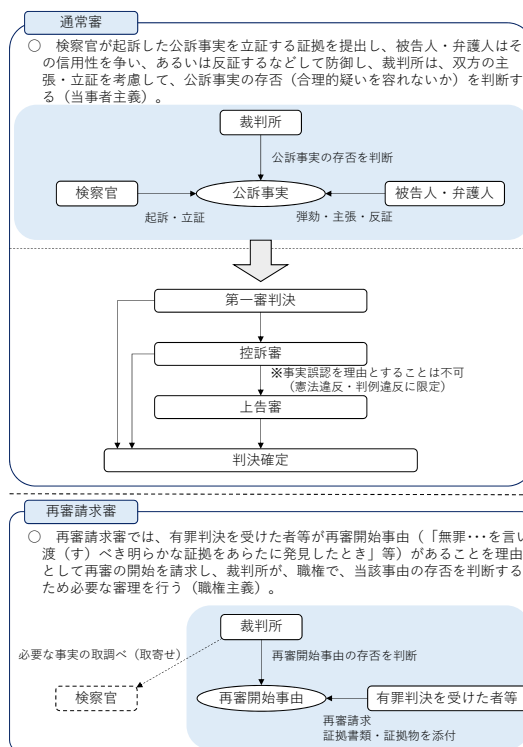 通常審
○ 検察官が起訴した公訴事実を立証する証拠を提出し、被告人・弁護人はそ
の信用性を争い、あるいは反証するなどして防御し、裁判所は、双方の主
張・立証を考慮して、公訴事実の存否（合理的疑いを容れないか）を判断す
る（当事者主義）。
裁判所
公訴事実の存否を判断
検察官
公訴事実
被告人・弁護人
起訴・立証
弾劾・主張・反証
第一審判決
控訴審
※事実誤認を理由とすることは不可
（憲法違反・判例違反に限定）
上告審
判決確定
再審請求審
○ 再審請求審では、有罪判決を受けた者等が再審開始事由（「無罪･･･を言い
渡（す）べき明らかな証拠をあらたに発見したとき」等）があることを理由
として再審の開始を請求し、裁判所が、職権で、当該事由の存否を判断する
ため必要な審理を行う（職権主義）。
裁判所
必要な事実の取調べ（取寄せ）
再審開始事由の存否を判断
検察官
再審開始事由
有罪判決を受けた者等
再審請求
証拠書類・証拠物を添付